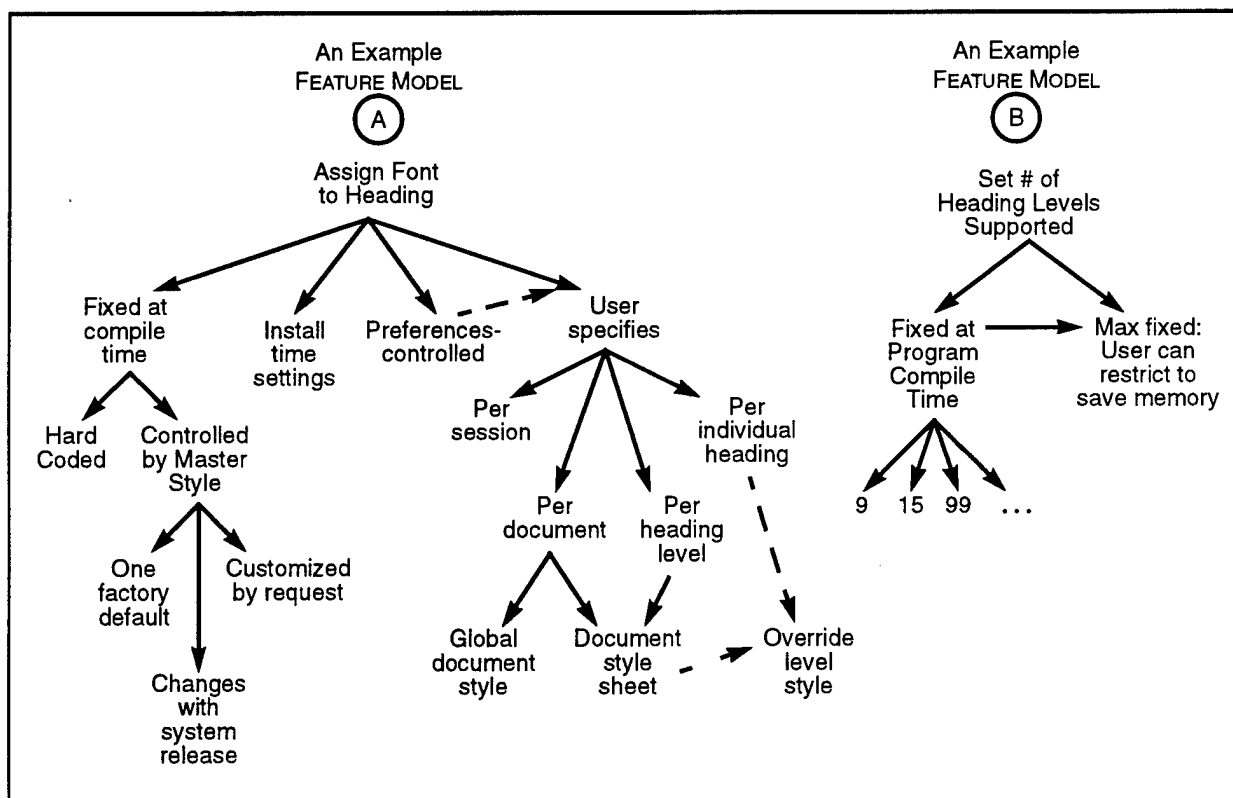 An Example
FEATURE MODEL
A
Assign Font
to Heading
Fixed at
compile
time
Install
time
settings
Preferences-
controlled
User
specifies
Hard
Coded
Controlled
by Master
Style
Per
session
Per
individual
heading
Per
document
Per
heading
level
One
factory
default
Customized
by request
Changes
with
system
release
Global
document
style
Document
style
sheet
Override
level
style
An Example
FEATURE MODEL
B
Set # of
Heading Levels
Supported
Fixed at
Program
Compile
Time
Max fixed:
User can
restrict to
save memory
9 15 99 ...